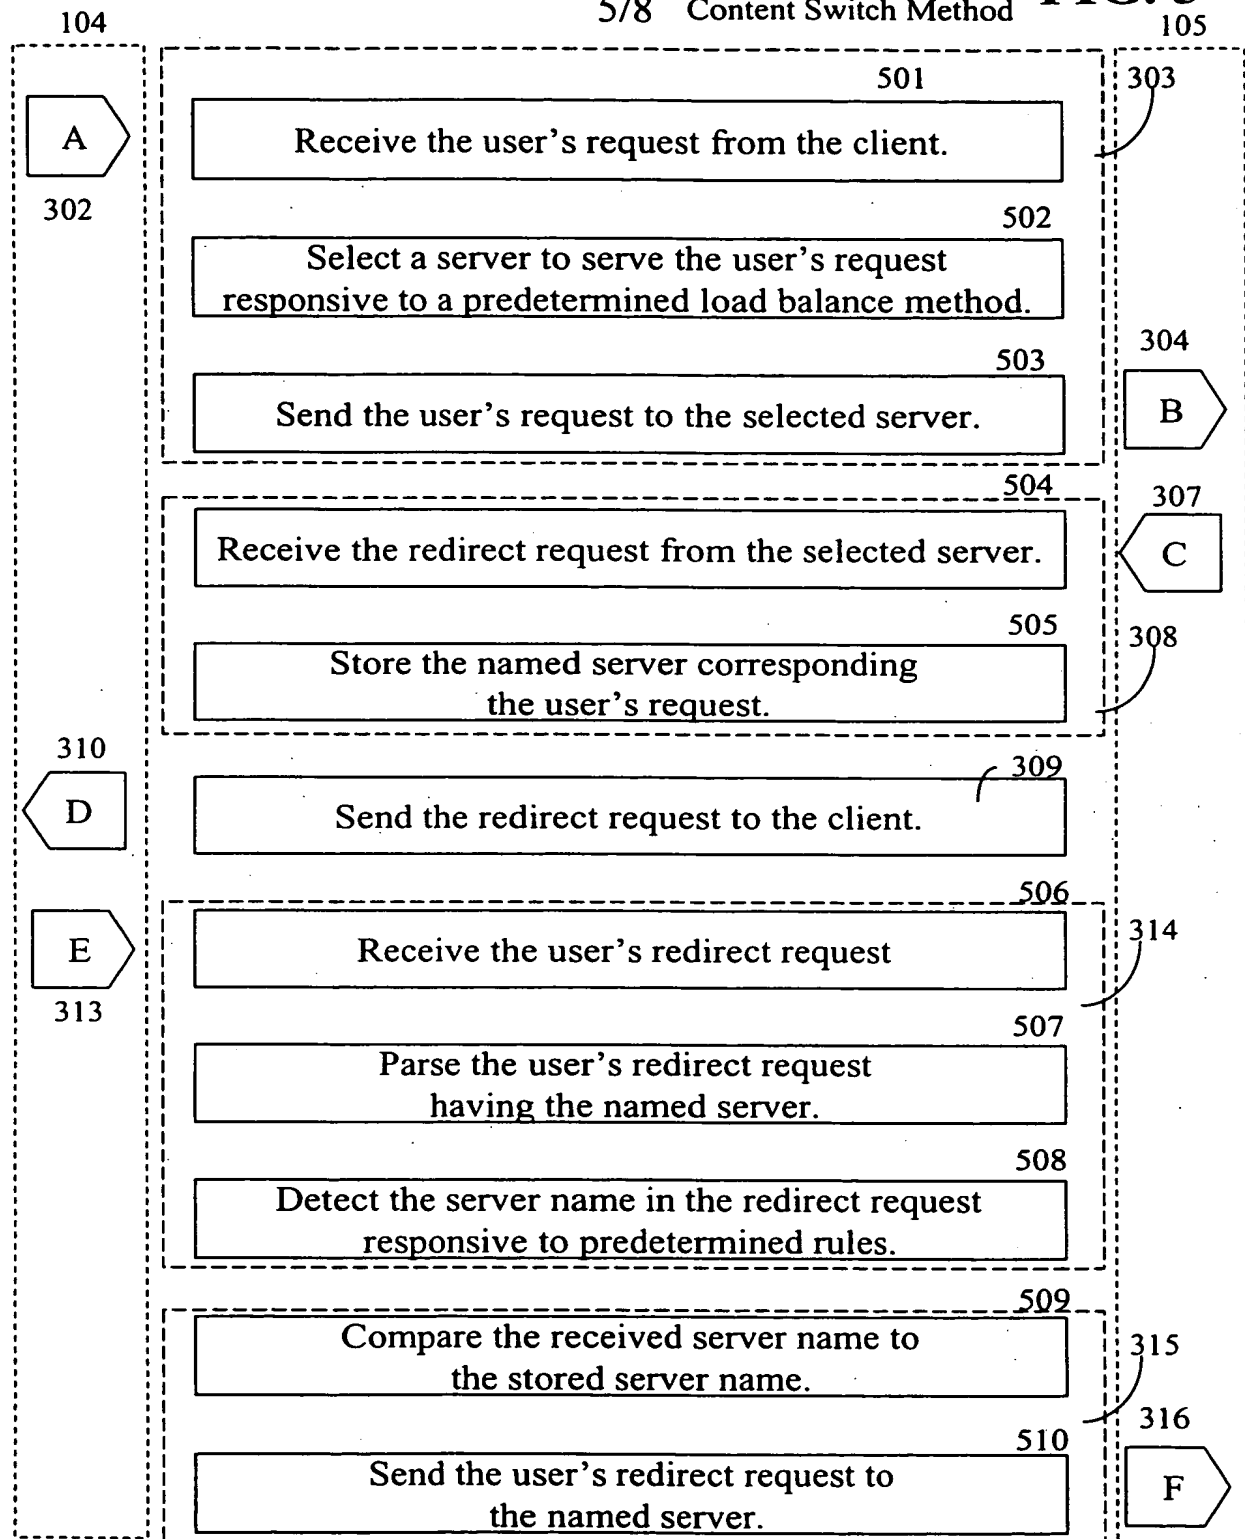 5/8 Content Switch Method
104
105
501
303
A
Receive the user's request from the client.
302
502
Select a server to serve the user's request
responsive to a predetermined load balance method.
304
503
B
Send the user's request to the selected server.
504
307
Receive the redirect request from the selected server.
C
505
308
Store the named server corresponding
the user's request.
310
309
D
Send the redirect request to the client.
506
314
E
Receive the user's redirect request
313
507
Parse the user's redirect request
having the named server.
508
Detect the server name in the redirect request
responsive to predetermined rules.
509
Compare the received server name to
the stored server name.
315
316
510
Send the user's redirect request to
the named server.
F